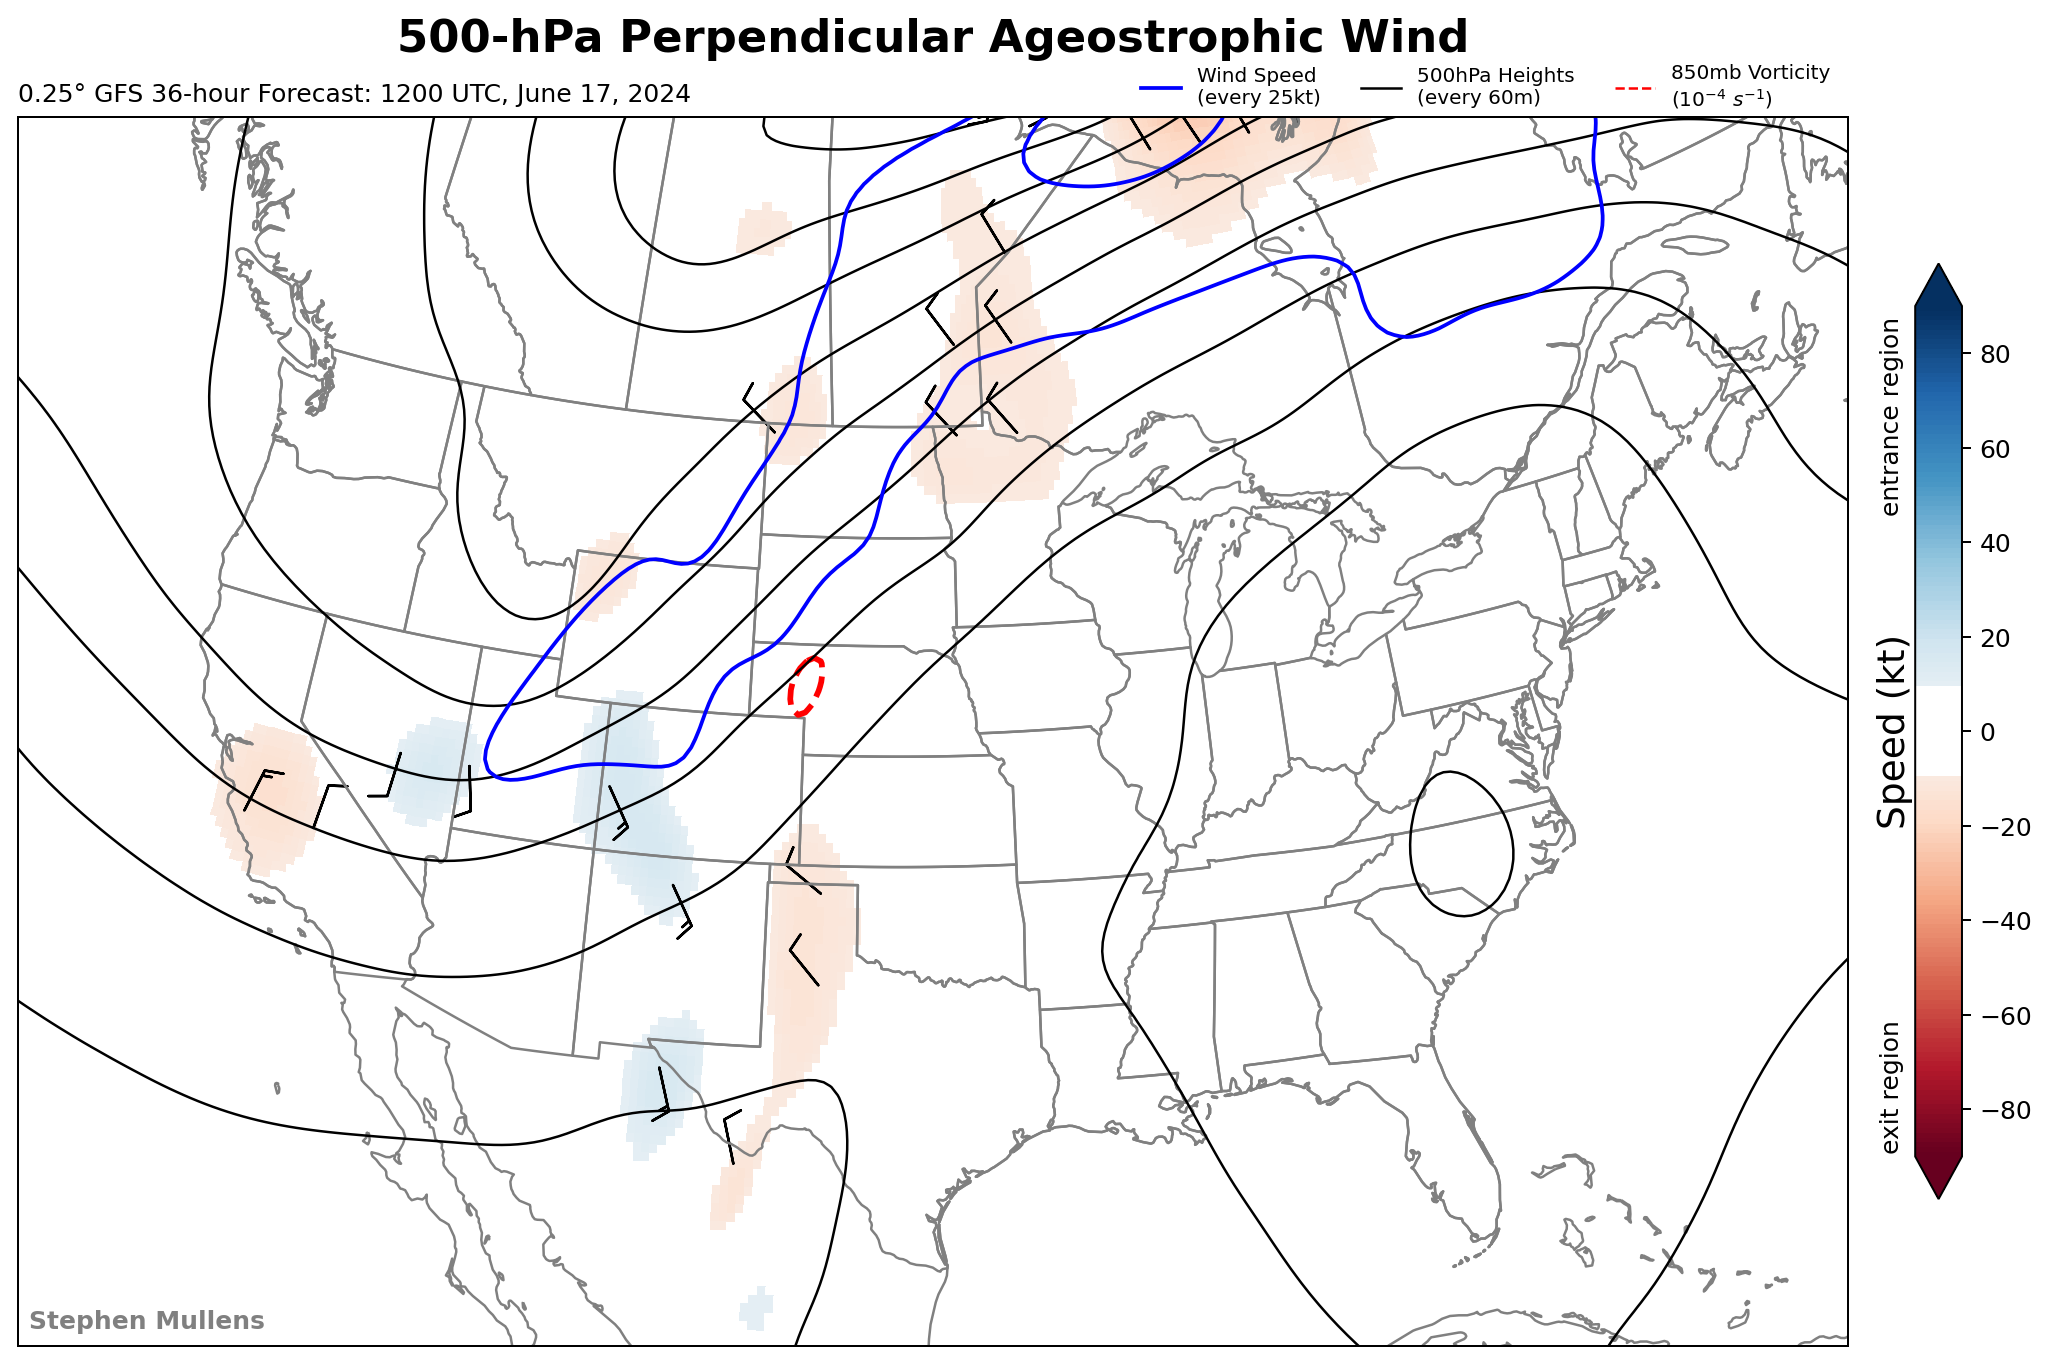 500-hPa Perpendicular Ageostrophic Wind
0.25° GFS 36-hour Forecast: 1200 UTC, June 17, 2024
Wind Speed
(every 25kt)
500hPa Heights
(every 60m)
850mb Vorticity
(10⁻⁴ s⁻¹)
entrance region
Speed (kt)
exit region
80
60
40
20
0
−20
−40
−60
−80
Stephen Mullens